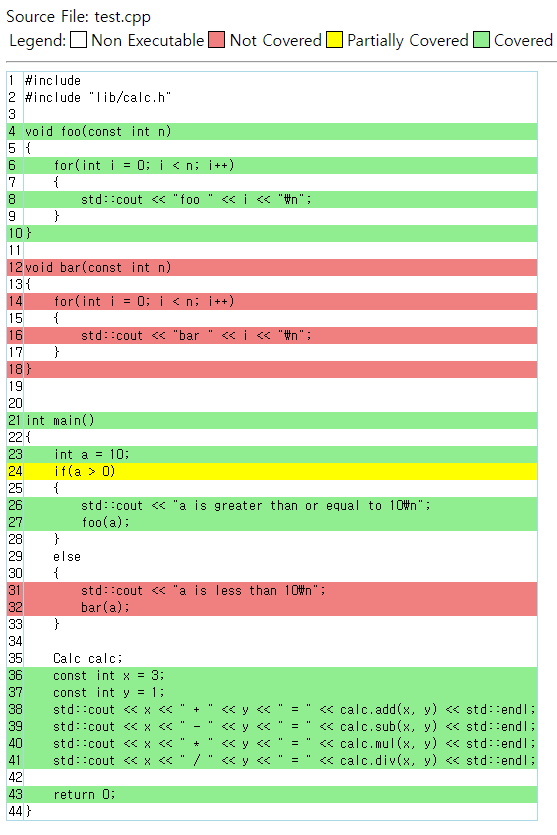 Source File: test.cpp
Legend: Non Executable Not Covered Partially Covered Covered
1 #include
2 #include "lib/calc.h"
3
4 void foo(const int n)
5 {
6     for(int i = 0; i < n; i++)
7     {
8         std::cout << "foo " << i << "₩n";
9     }
10 }
11
12 void bar(const int n)
13 {
14     for(int i = 0; i < n; i++)
15     {
16         std::cout << "bar " << i << "₩n";
17     }
18 }
19
20
21 int main()
22 {
23     int a = 10;
24     if(a > 0)
25     {
26         std::cout << "a is greater than or equal to 10₩n";
27         foo(a);
28     }
29     else
30     {
31         std::cout << "a is less than 10₩n";
32         bar(a);
33     }
34
35     Calc calc;
36     const int x = 3;
37     const int y = 1;
38     std::cout << x << " + " << y << " = " << calc.add(x, y) << std::endl;
39     std::cout << x << " - " << y << " = " << calc.sub(x, y) << std::endl;
40     std::cout << x << " * " << y << " = " << calc.mul(x, y) << std::endl;
41     std::cout << x << " / " << y << " = " << calc.div(x, y) << std::endl;
42
43     return 0;
44 }